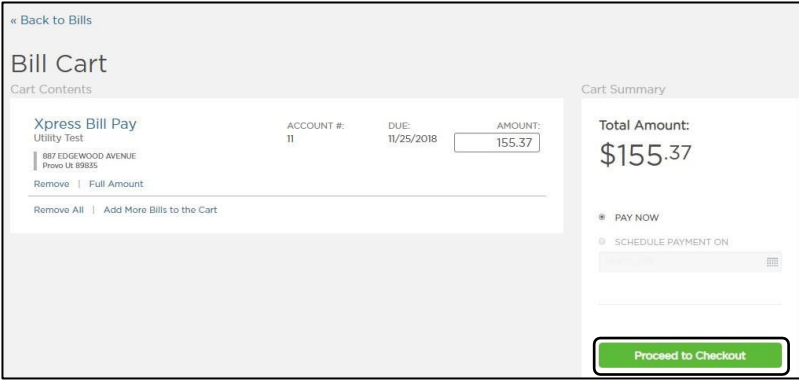 « Back to Bills
Bill Cart
Cart Contents
Cart Summary
Xpress Bill Pay
Utility Test
887 EDGEWOOD AVENUE
Provo Ut 89835
ACCOUNT #:
11
DUE:
11/25/2018
AMOUNT:
155.37
Remove | Full Amount
Remove All | Add More Bills to the Cart
Total Amount:
$155.37
PAY NOW
SCHEDULE PAYMENT ON
Proceed to Checkout